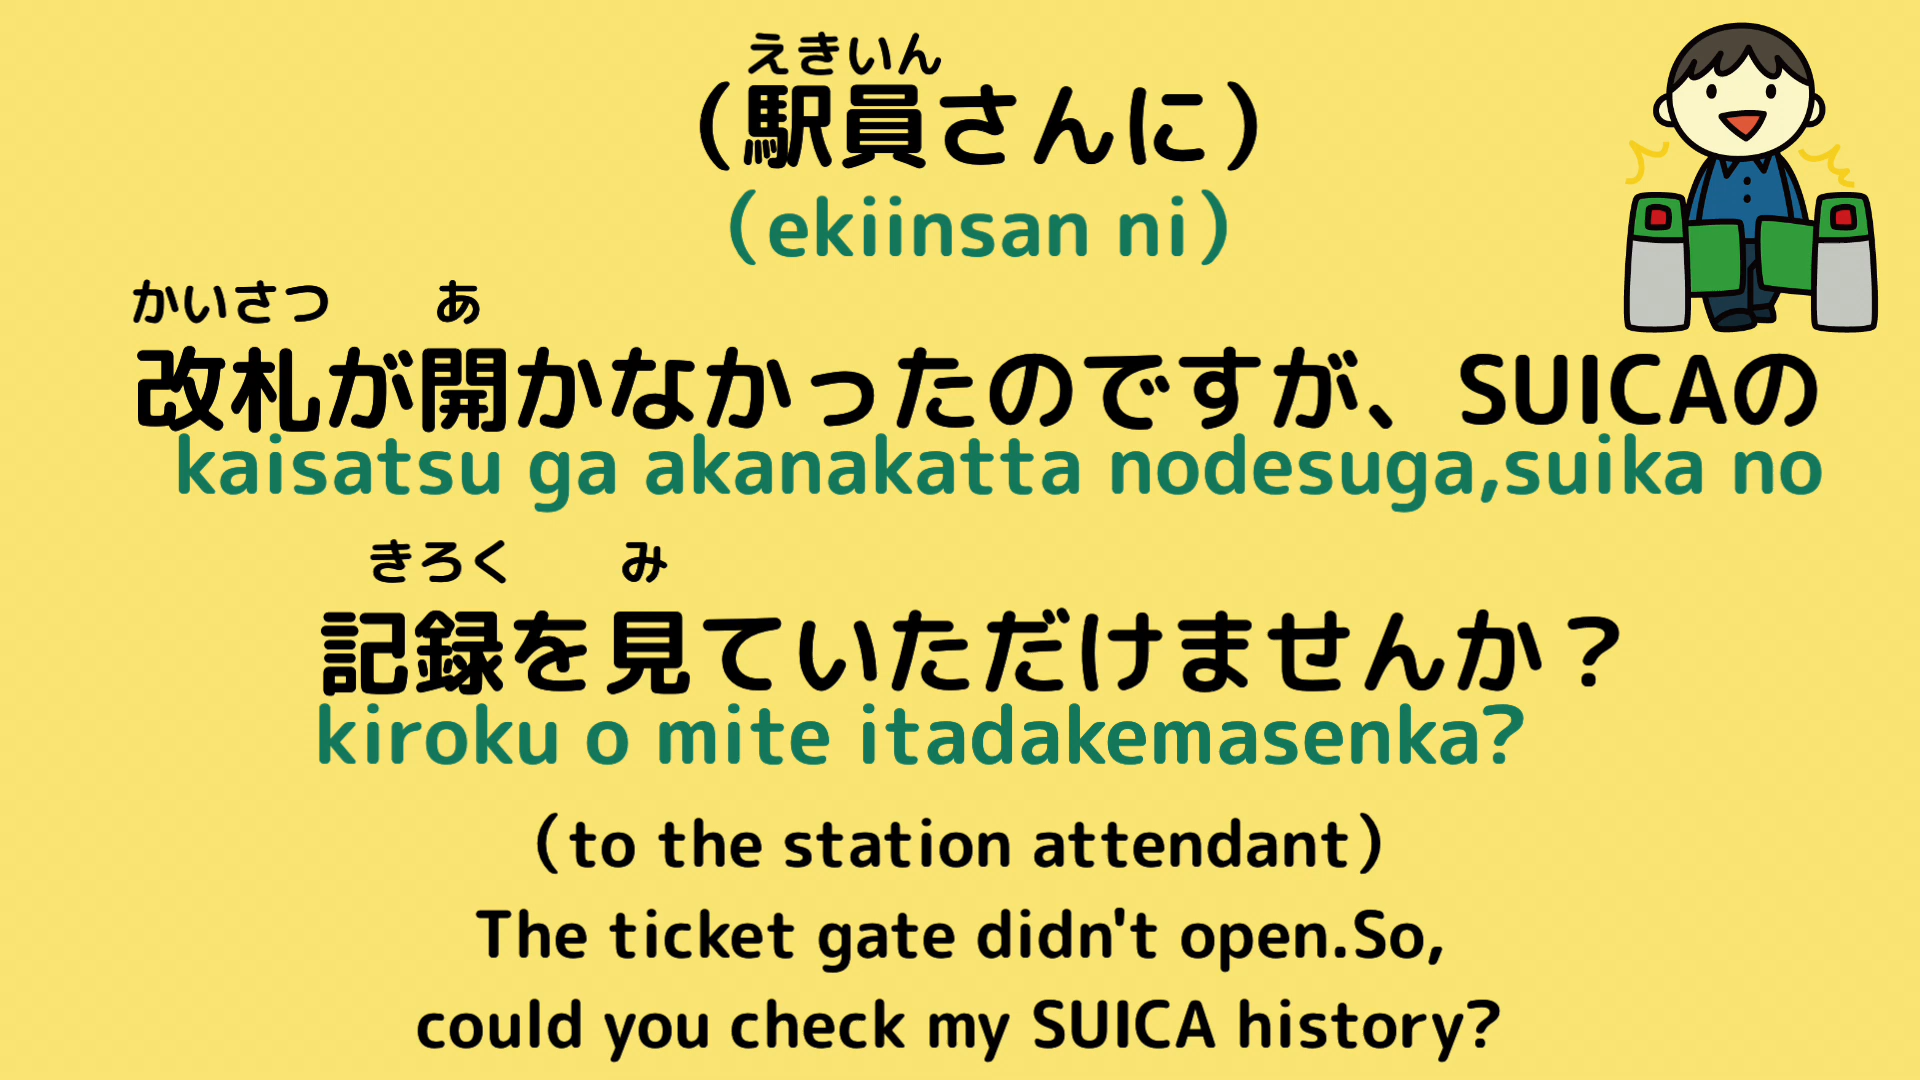 えきいん
（駅員さんに）
（ekiinsan ni）
かいさつ あ
改札が開かなかったのですが、SUICAの
kaisatsu ga akanakatta nodesuga,suika no
きろく み
記録を見ていただけませんか？
kiroku o mite itadakemasenka?
（to the station attendant）
The ticket gate didn't open.So,
could you check my SUICA history?